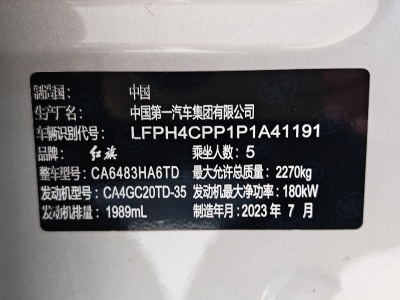 制造国： 中国
生产厂名： 中国第一汽车集团有限公司
车辆识别代号： LFPH4CPP1P1A41191
品牌： 红旗 乘坐人数：5
整车型号：CA6483HA6TD 最大允许总质量：2270kg
发动机型号：CA4GC20TD-35 发动机最大净功率：180kW
发动机排量：1989mL 制造年月：2023 年 7 月